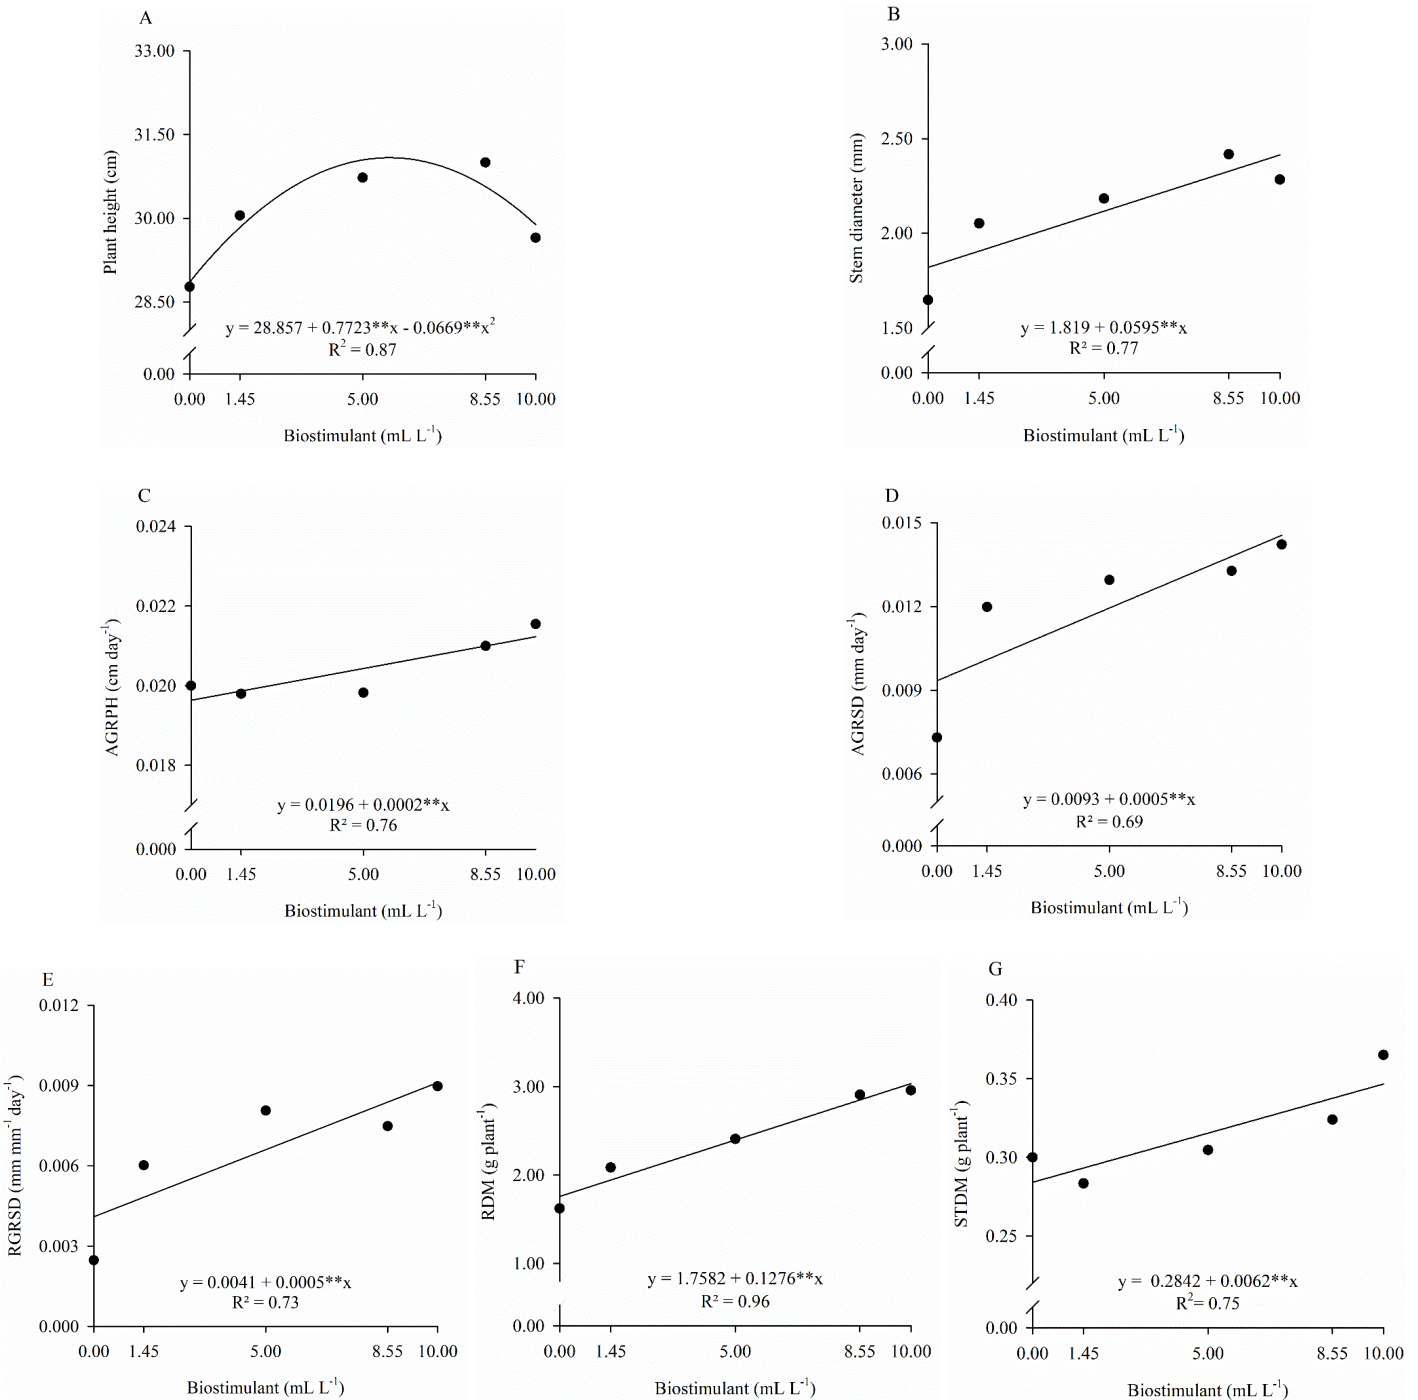 A
33.00
31.50
30.00
28.50
0.00
Plant height (cm)
y = 28.857 + 0.7723**x - 0.0669**x²
R² = 0.87
0.00 1.45 5.00 8.55 10.00
Biostimulant (mL L⁻¹)
B
3.00
2.50
2.00
1.50
0.00
Stem diameter (mm)
y = 1.819 + 0.0595**x
R² = 0.77
0.00 1.45 5.00 8.55 10.00
Biostimulant (mL L⁻¹)
C
0.024
0.022
0.020
0.018
0.000
AGRPH (cm day⁻¹)
y = 0.0196 + 0.0002**x
R² = 0.76
0.00 1.45 5.00 8.55 10.00
Biostimulant (mL L⁻¹)
D
0.015
0.012
0.009
0.006
0.000
AGRSD (mm day⁻¹)
y = 0.0093 + 0.0005**x
R² = 0.69
0.00 1.45 5.00 8.55 10.00
Biostimulant (mL L⁻¹)
E
0.012
0.009
0.006
0.003
0.000
RGRSD (mm mm⁻¹ day⁻¹)
y = 0.0041 + 0.0005**x
R² = 0.73
0.00 1.45 5.00 8.55 10.00
Biostimulant (mL L⁻¹)
F
4.00
3.00
2.00
1.00
0.00
RDM (g plant⁻¹)
y = 1.7582 + 0.1276**x
R² = 0.96
0.00 1.45 5.00 8.55 10.00
Biostimulant (mL L⁻¹)
G
0.40
0.35
0.30
0.25
0.00
STDM (g plant⁻¹)
y = 0.2842 + 0.0062**x
R²= 0.75
0.00 1.45 5.00 8.55 10.00
Biostimulant (mL L⁻¹)